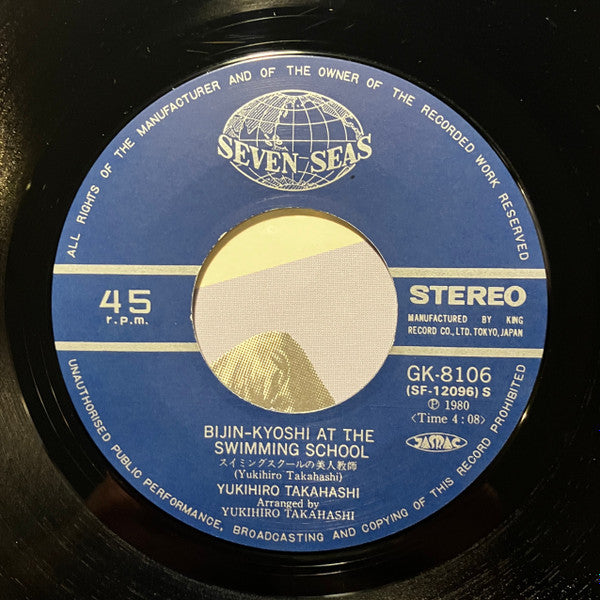 ALL RIGHTS OF THE MANUFACTURER AND OF THE OWNER OF THE RECORDED WORK RESERVED
SEVEN SEAS
45
r.p.m.
STEREO
MANUFACTURED BY KING
RECORD CO., LTD. TOKYO, JAPAN
GK-8106
(SF-12096) S
Ⓟ 1980
〈Time 4:08〉
JASRAC
BIJIN-KYOSHI AT THE
SWIMMING SCHOOL
スイミングスクールの美人教師
(Yukihiro Takahashi)
YUKIHIRO TAKAHASHI
Arranged by
YUKIHIRO TAKAHASHI
UNAUTHORISED PUBLIC PERFORMANCE, BROADCASTING AND COPYING OF THIS RECORD PROHIBITED